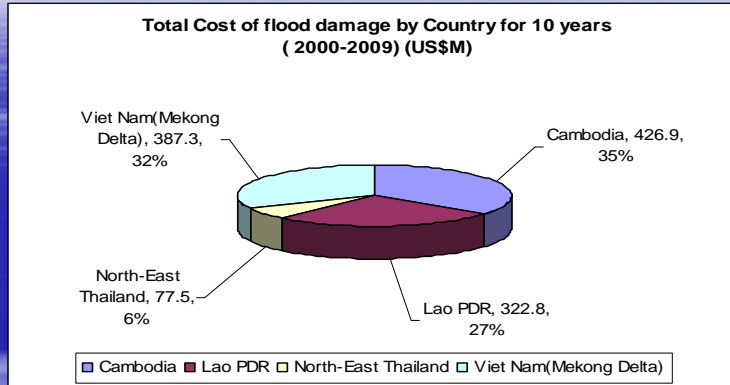 Total Cost of flood damage by Country for 10 years
( 2000-2009) (US$M)
Viet Nam(Mekong
Delta), 387.3,
32%
Cambodia, 426.9,
35%
North-East
Thailand, 77.5,
6%
Lao PDR, 322.8,
27%
Cambodia Lao PDR North-East Thailand Viet Nam(Mekong Delta)